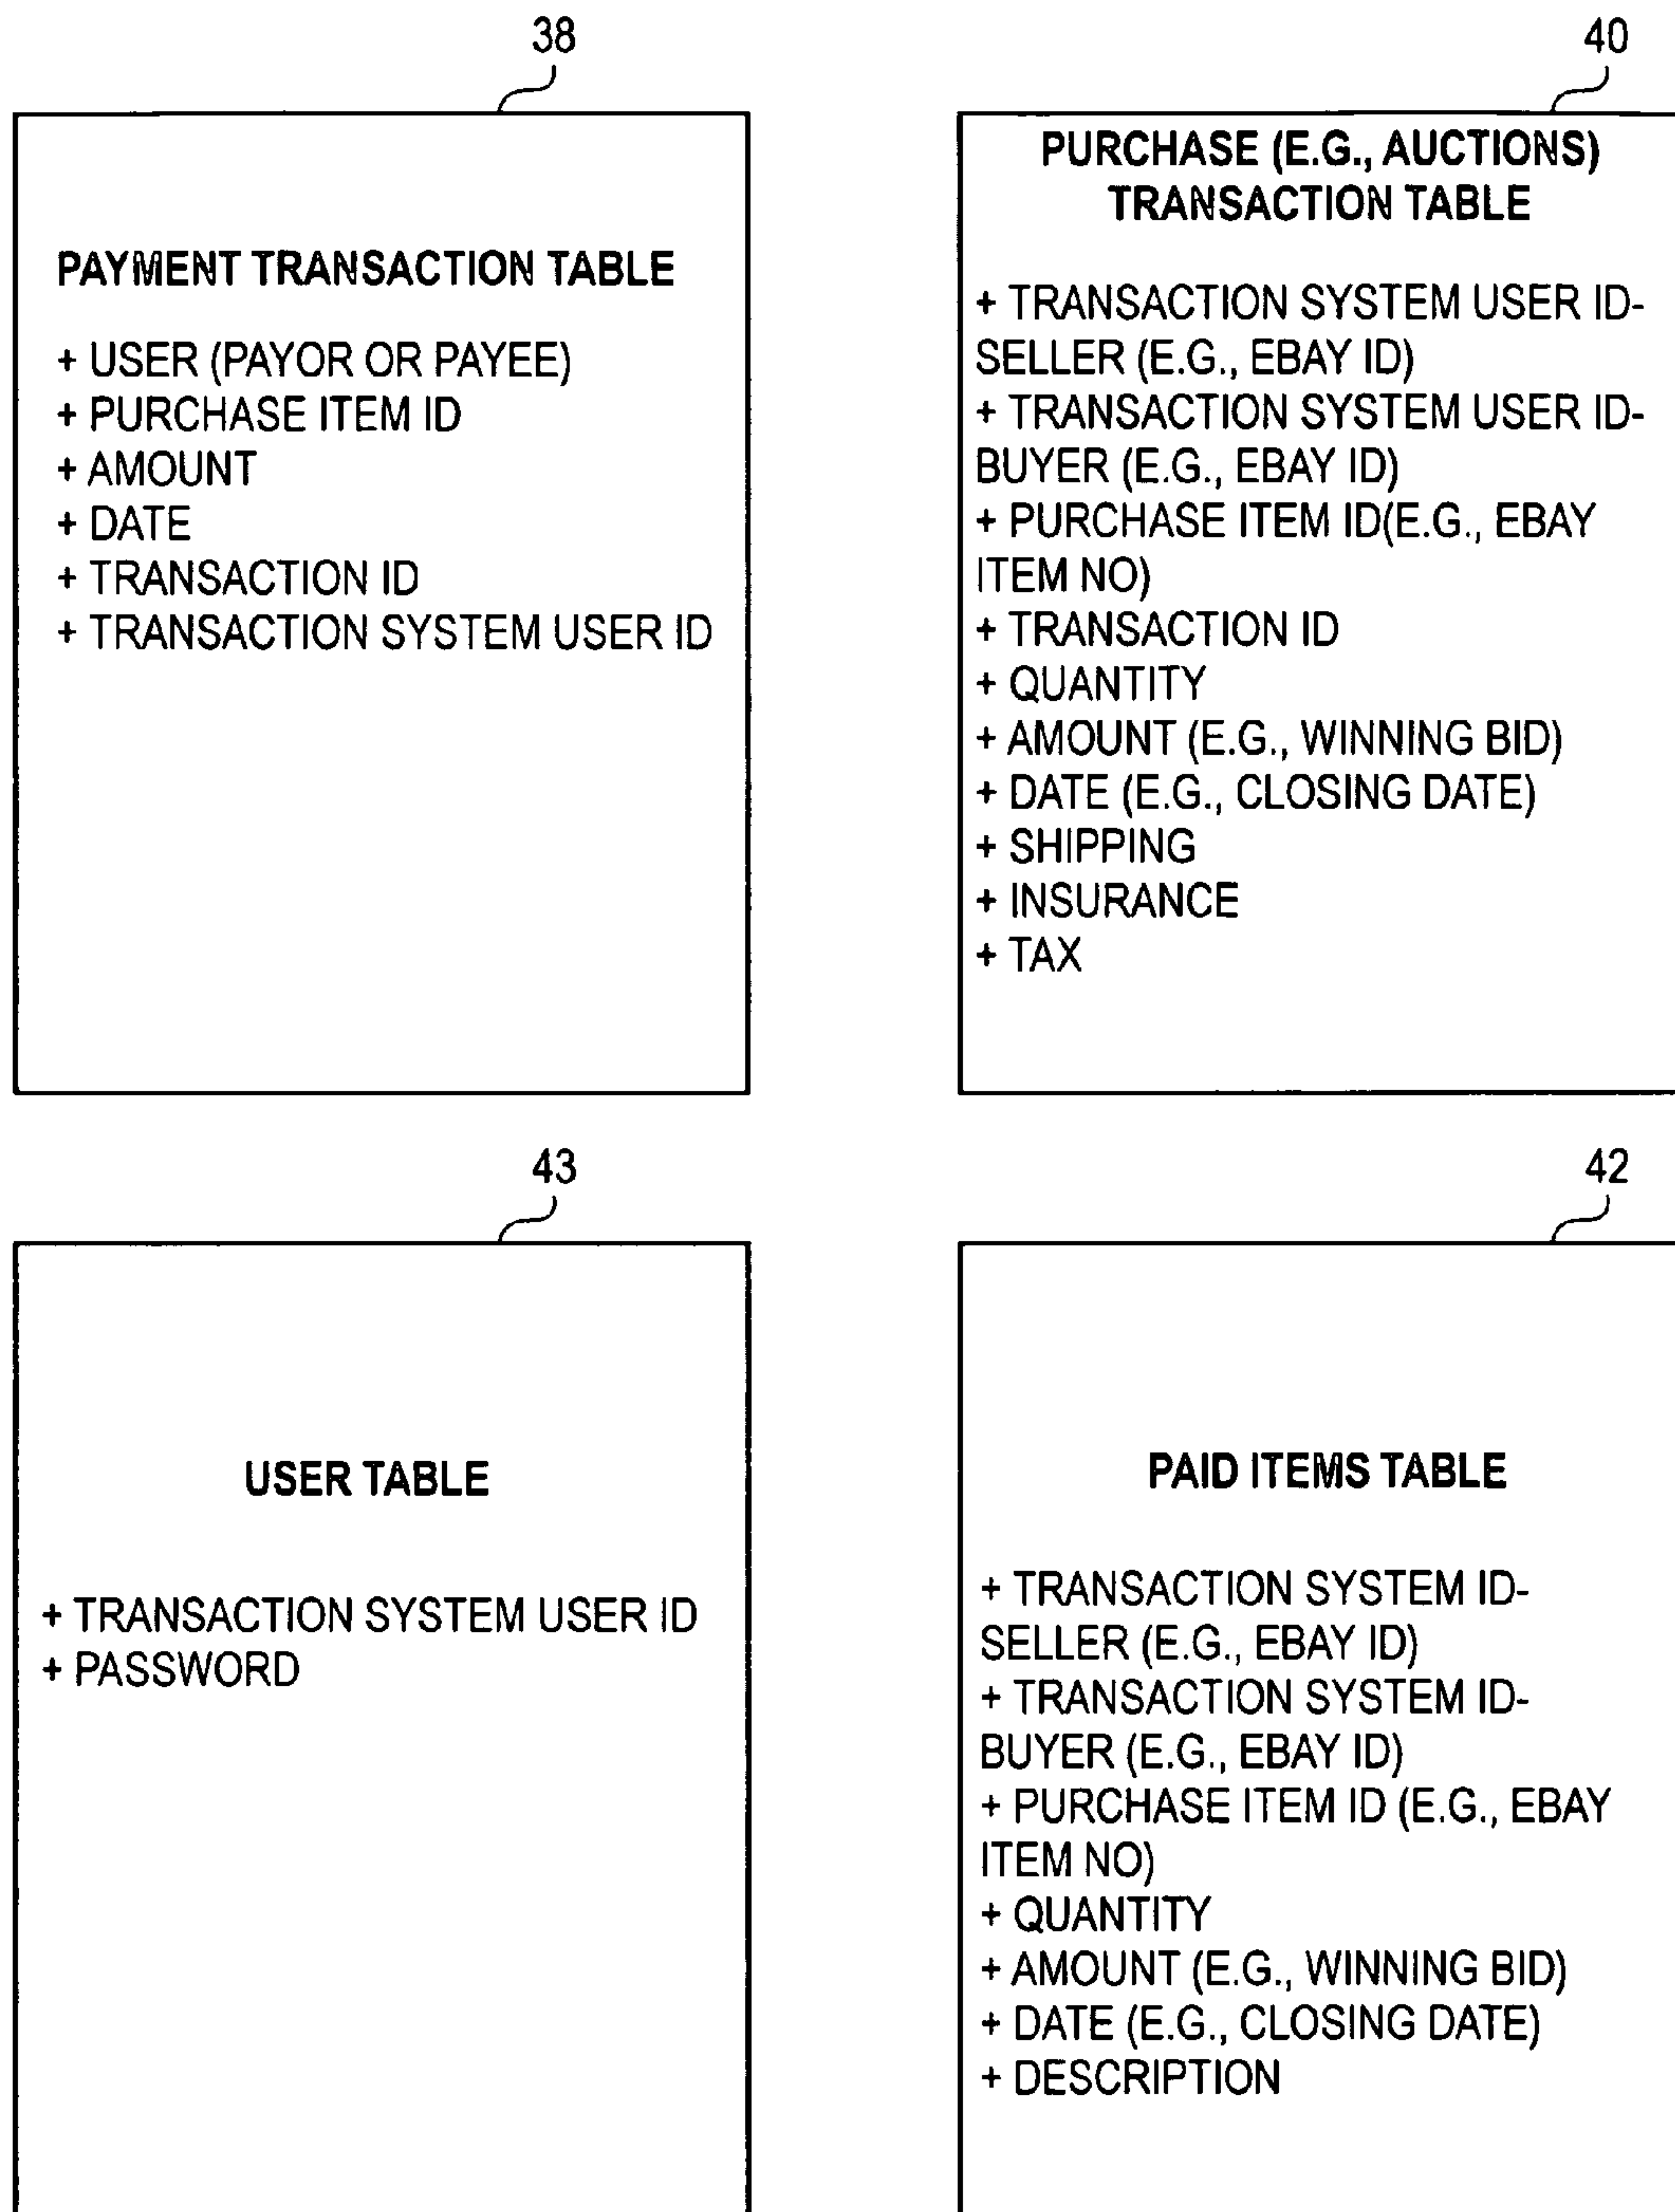 38
PAYMENT TRANSACTION TABLE
+ USER (PAYOR OR PAYEE)
+ PURCHASE ITEM ID
+ AMOUNT
+ DATE
+ TRANSACTION ID
+ TRANSACTION SYSTEM USER ID
40
PURCHASE (E.G., AUCTIONS)
TRANSACTION TABLE
+ TRANSACTION SYSTEM USER ID-
SELLER (E.G., EBAY ID)
+ TRANSACTION SYSTEM USER ID-
BUYER (E.G., EBAY ID)
+ PURCHASE ITEM ID(E.G., EBAY
ITEM NO)
+ TRANSACTION ID
+ QUANTITY
+ AMOUNT (E.G., WINNING BID)
+ DATE (E.G., CLOSING DATE)
+ SHIPPING
+ INSURANCE
+ TAX
43
USER TABLE
+ TRANSACTION SYSTEM USER ID
+ PASSWORD
42
PAID ITEMS TABLE
+ TRANSACTION SYSTEM ID-
SELLER (E.G., EBAY ID)
+ TRANSACTION SYSTEM ID-
BUYER (E.G., EBAY ID)
+ PURCHASE ITEM ID (E.G., EBAY
ITEM NO)
+ QUANTITY
+ AMOUNT (E.G., WINNING BID)
+ DATE (E.G., CLOSING DATE)
+ DESCRIPTION